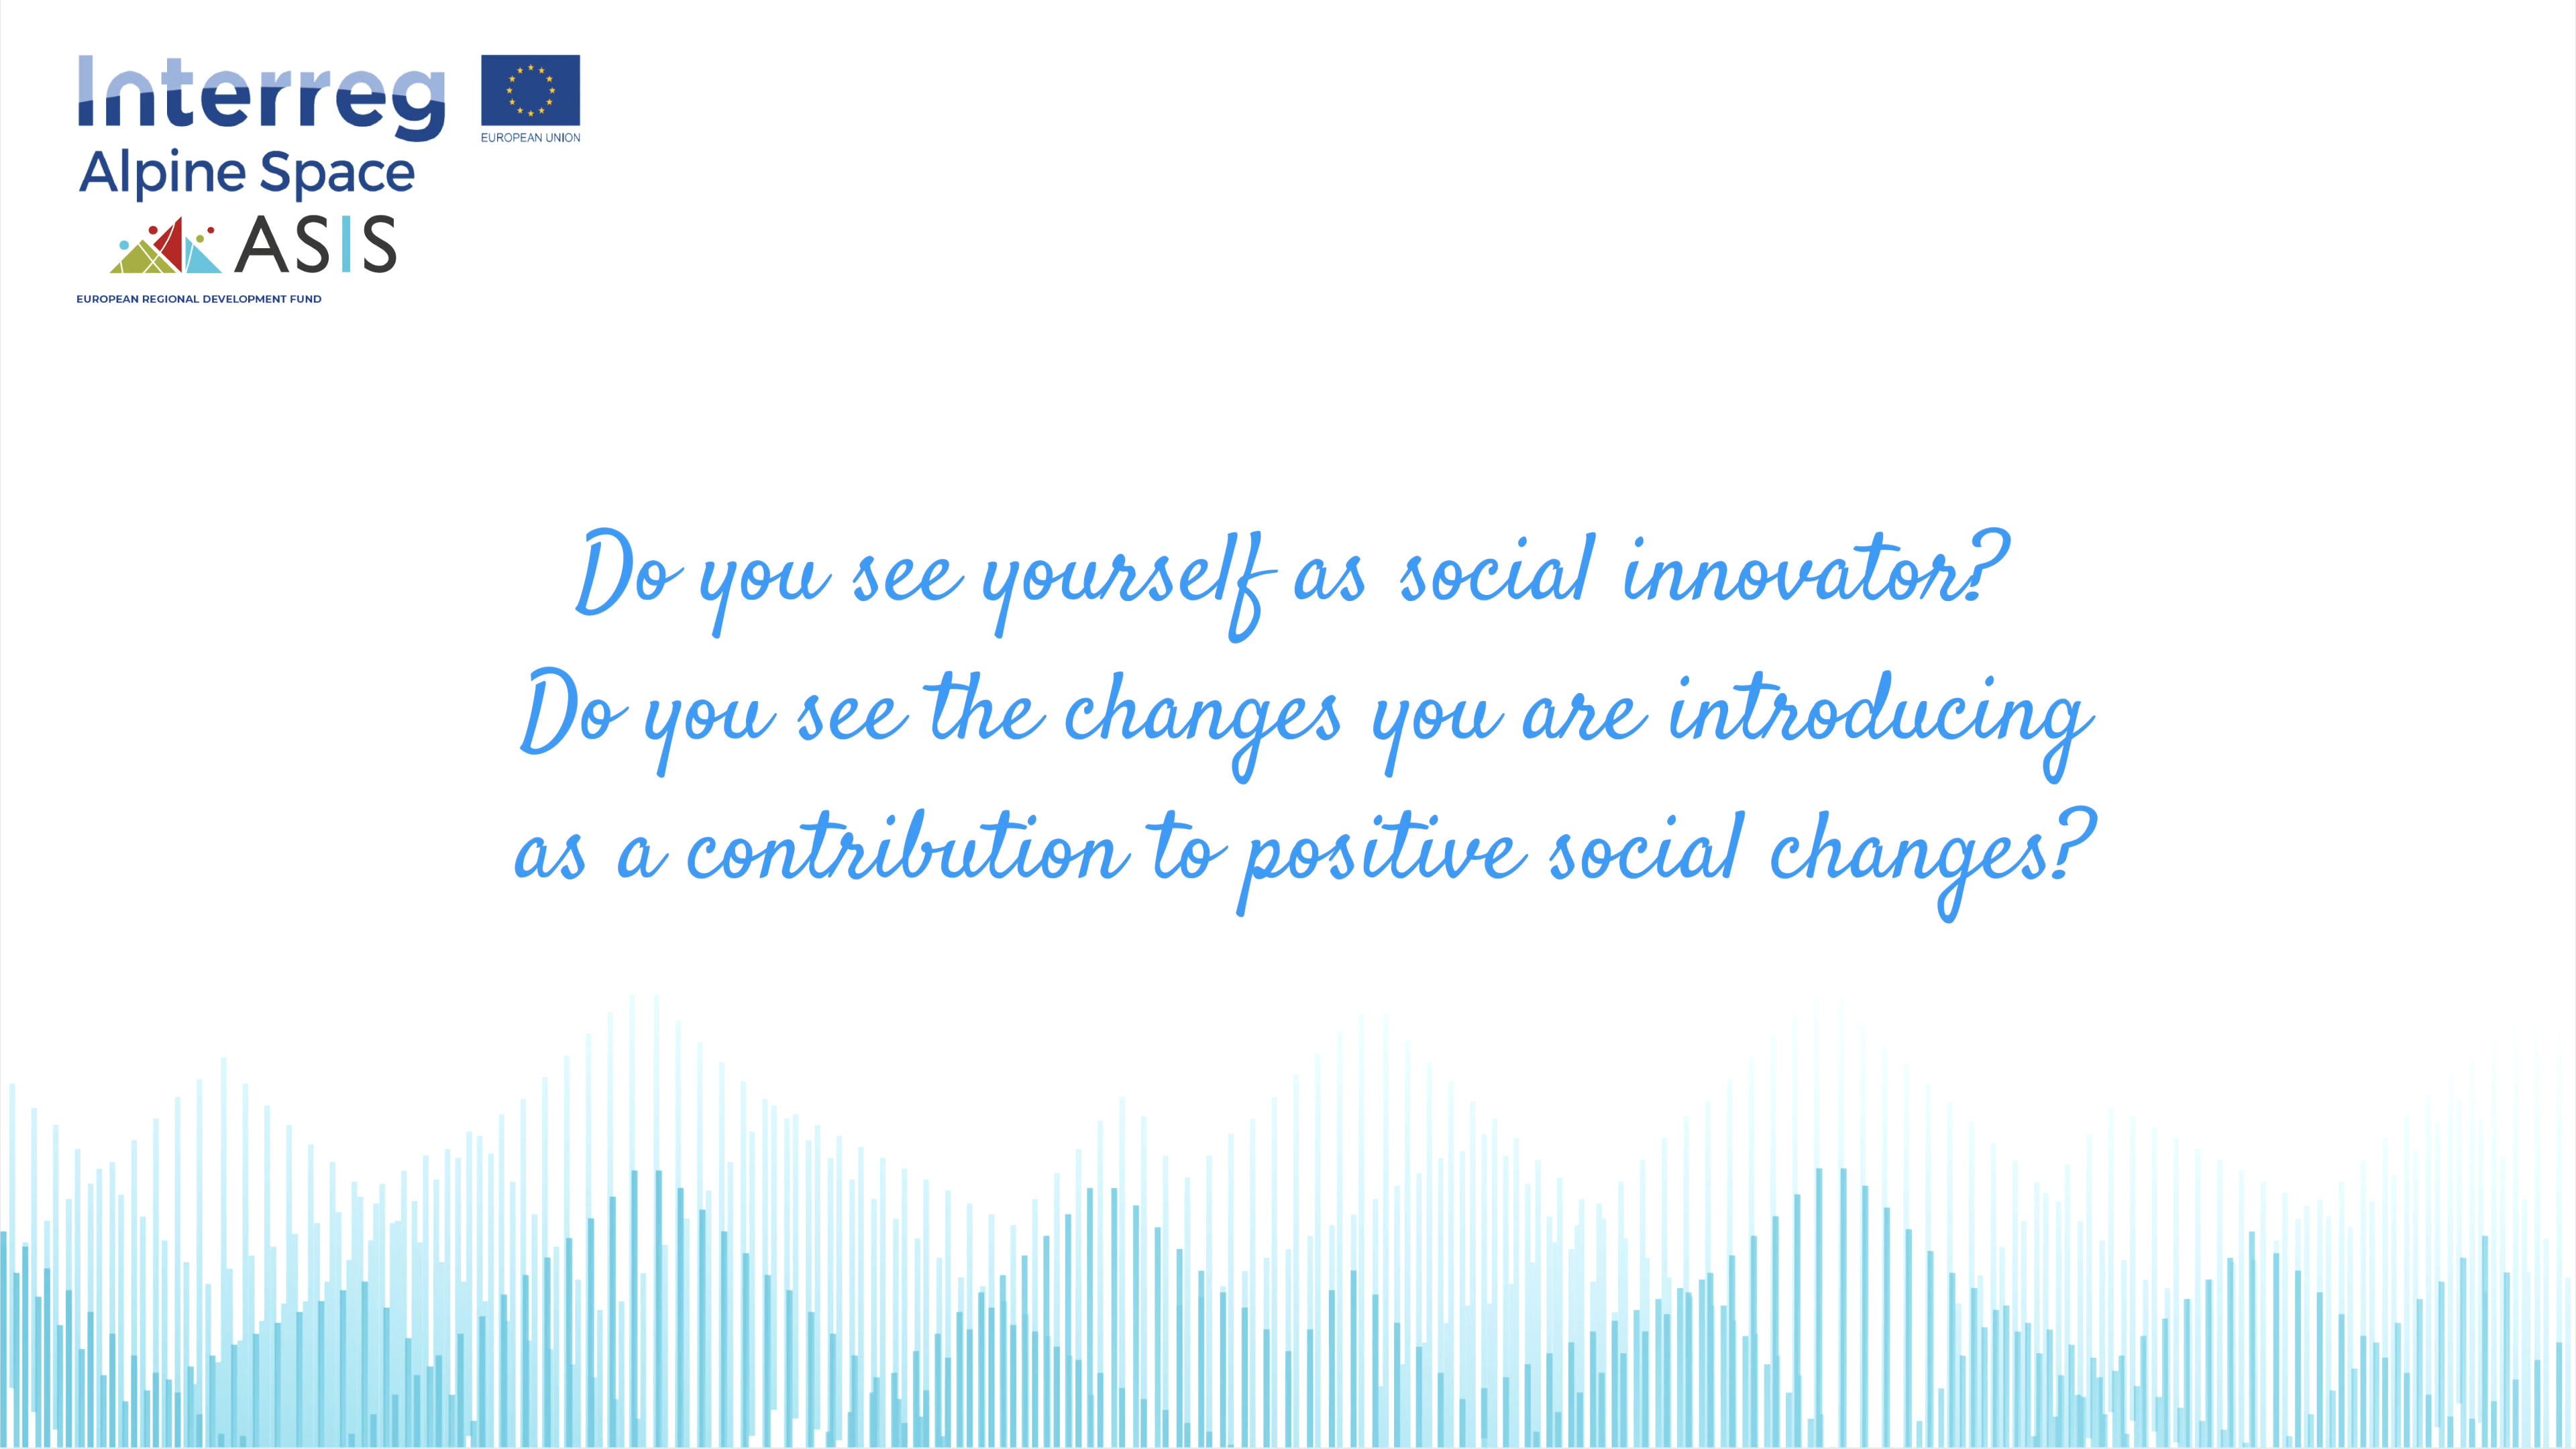 Interreg
EUROPEAN UNION
Alpine Space
ASIS
EUROPEAN REGIONAL DEVELOPMENT FUND
Do you see yourself as social innovator?
Do you see the changes you are introducing
as a contribution to positive social changes?